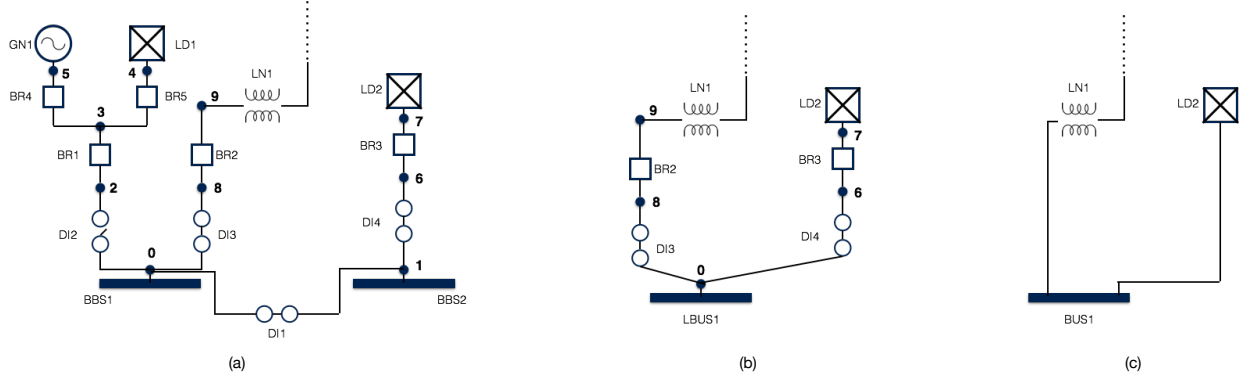 GN1
LD1
5
4
BR4
BR5
3
BR1
2
DI2
LN1
9
BR2
8
DI3
0
BBS1
LD2
7
BR3
6
DI4
1
BBS2
DI1
(a)
LN1
9
BR2
8
DI3
LD2
7
BR3
6
DI4
0
LBUS1
(b)
LN1
LD2
BUS1
(c)